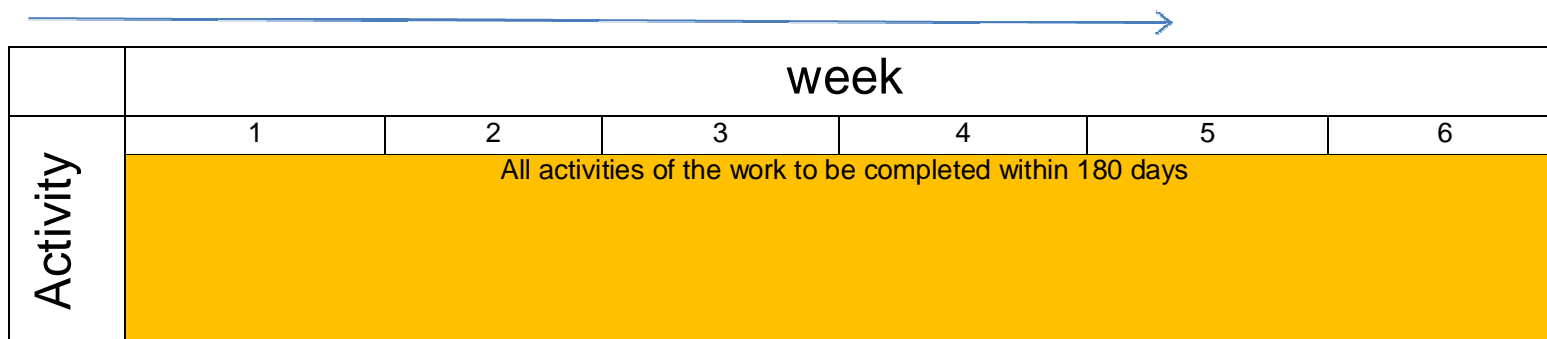 week
1 2 3 4 5 6
Activity
All activities of the work to be completed within 180 days